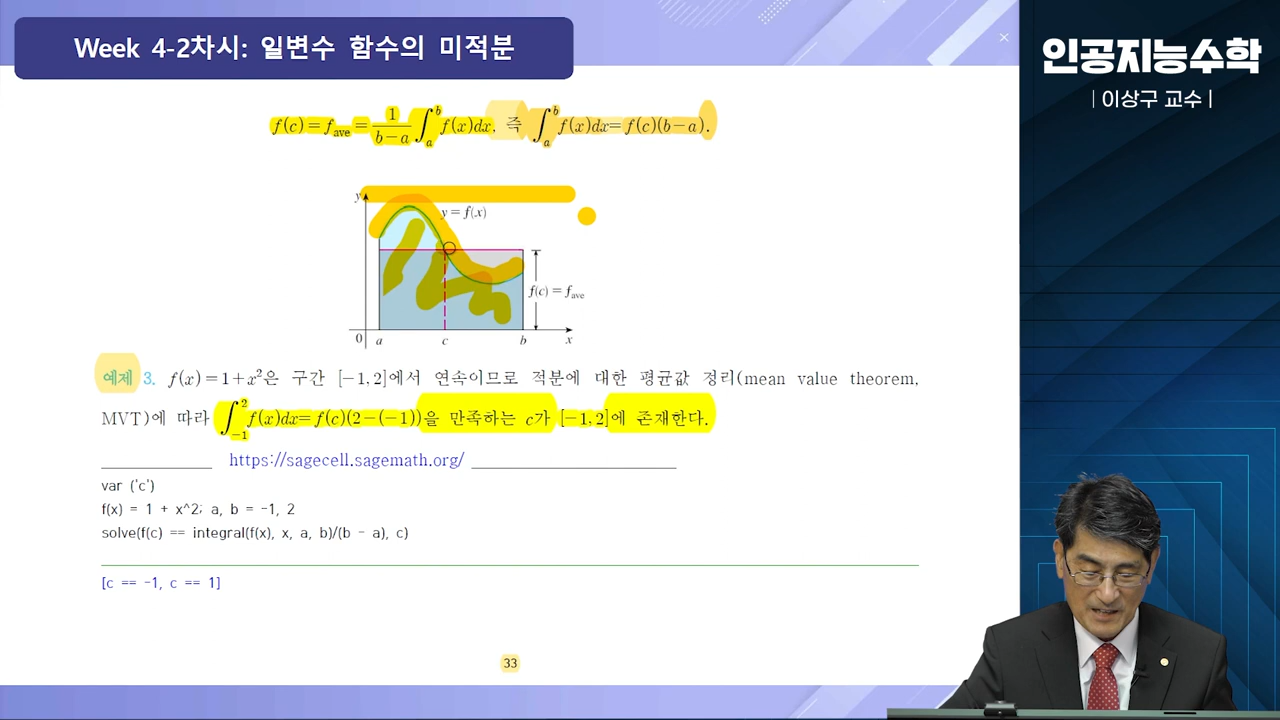 Week 4-2차시: 일변수 함수의 미적분
인공지능수학
| 이상구 교수 |
f(c) = f_ave = 1/(b−a) ∫_a^b f(x)dx, 즉 ∫_a^b f(x)dx = f(c)(b−a).
y
y = f(x)
f(c) = f_ave
0 a c b x
예제 3. f(x) = 1 + x²은 구간 [−1, 2]에서 연속이므로 적분에 대한 평균값 정리(mean value theorem,
MVT)에 따라 ∫_−1^2 f(x)dx = f(c)(2−(−1))을 만족하는 c가 [−1, 2]에 존재한다.
https://sagecell.sagemath.org/
var ('c')
f(x) = 1 + x^2; a, b = -1, 2
solve(f(c) == integral(f(x), x, a, b)/(b - a), c)
[c == -1, c == 1]
33